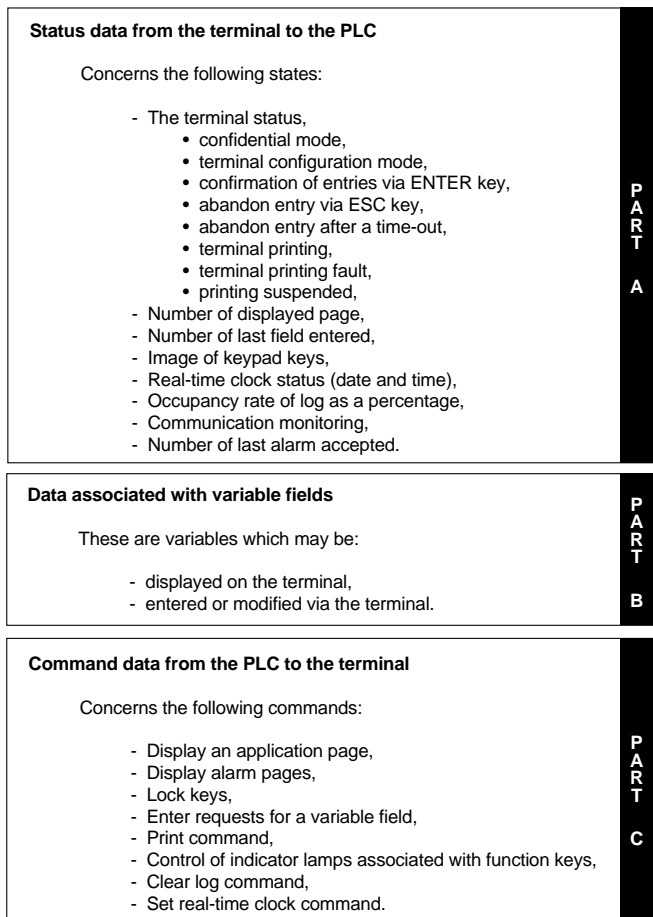 Status data from the terminal to the PLC
Concerns the following states:
- The terminal status,
• confidential mode,
• terminal configuration mode,
• confirmation of entries via ENTER key,
• abandon entry via ESC key,
• abandon entry after a time-out,
• terminal printing,
• terminal printing fault,
• printing suspended,
- Number of displayed page,
- Number of last field entered,
- Image of keypad keys,
- Real-time clock status (date and time),
- Occupancy rate of log as a percentage,
- Communication monitoring,
- Number of last alarm accepted.
PART A
Data associated with variable fields
These are variables which may be:
- displayed on the terminal,
- entered or modified via the terminal.
PART B
Command data from the PLC to the terminal
Concerns the following commands:
- Display an application page,
- Display alarm pages,
- Lock keys,
- Enter requests for a variable field,
- Print command,
- Control of indicator lamps associated with function keys,
- Clear log command,
- Set real-time clock command.
PART C